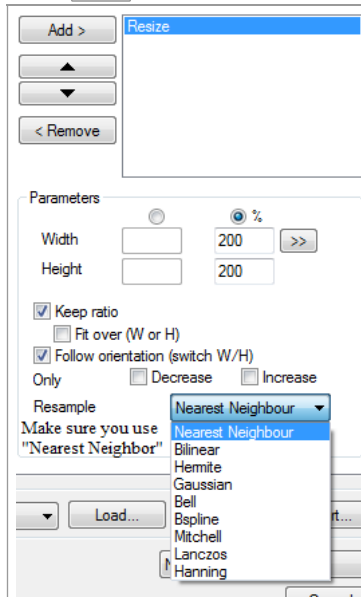 Add >
Resize
< Remove
Parameters
%
Width 200 >>
Height 200
Keep ratio
Fit over (W or H)
Follow orientation (switch W/H)
Only Decrease Increase
Resample Nearest Neighbour
Make sure you use
"Nearest Neighbor"
Nearest Neighbour
Bilinear
Hermite
Gaussian
Bell
Bspline
Mitchell
Lanczos
Hanning
Load...